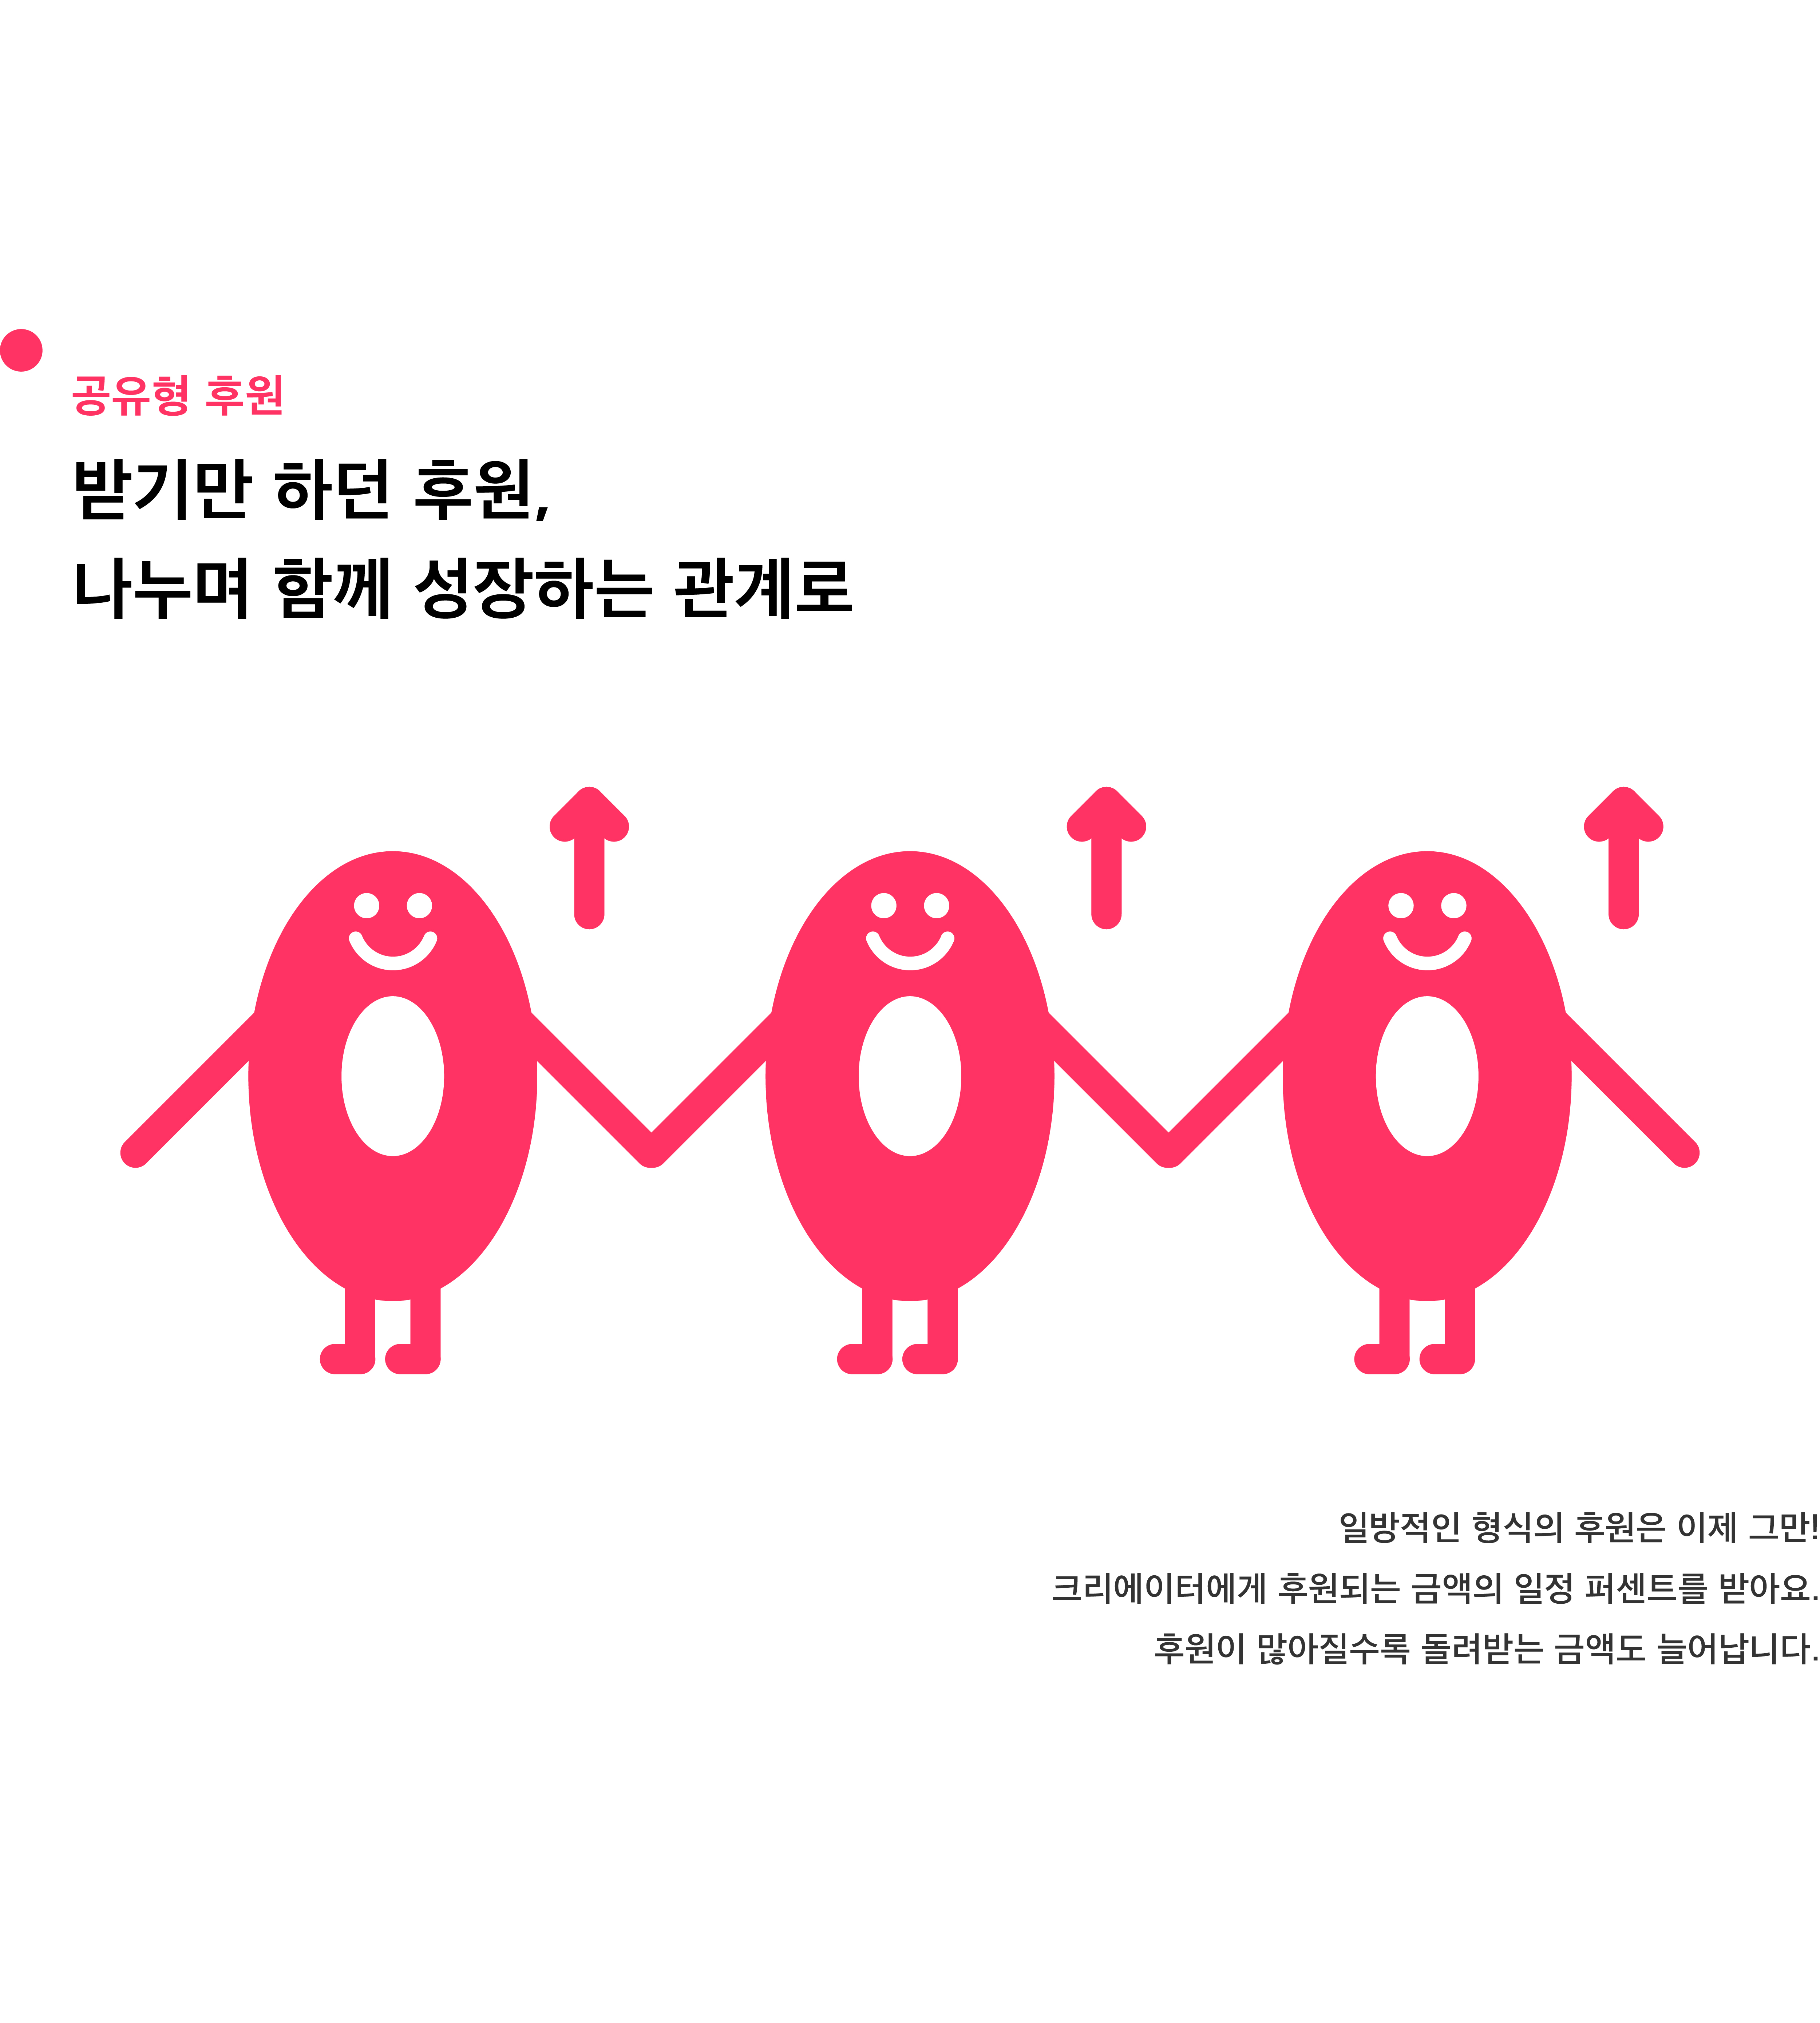 공유형 후원
받기만 하던 후원,
나누며 함께 성장하는 관계로
일방적인 형식의 후원은 이제 그만!
크리에이터에게 후원되는 금액의 일정 퍼센트를 받아요.
후원이 많아질수록 돌려받는 금액도 늘어납니다.